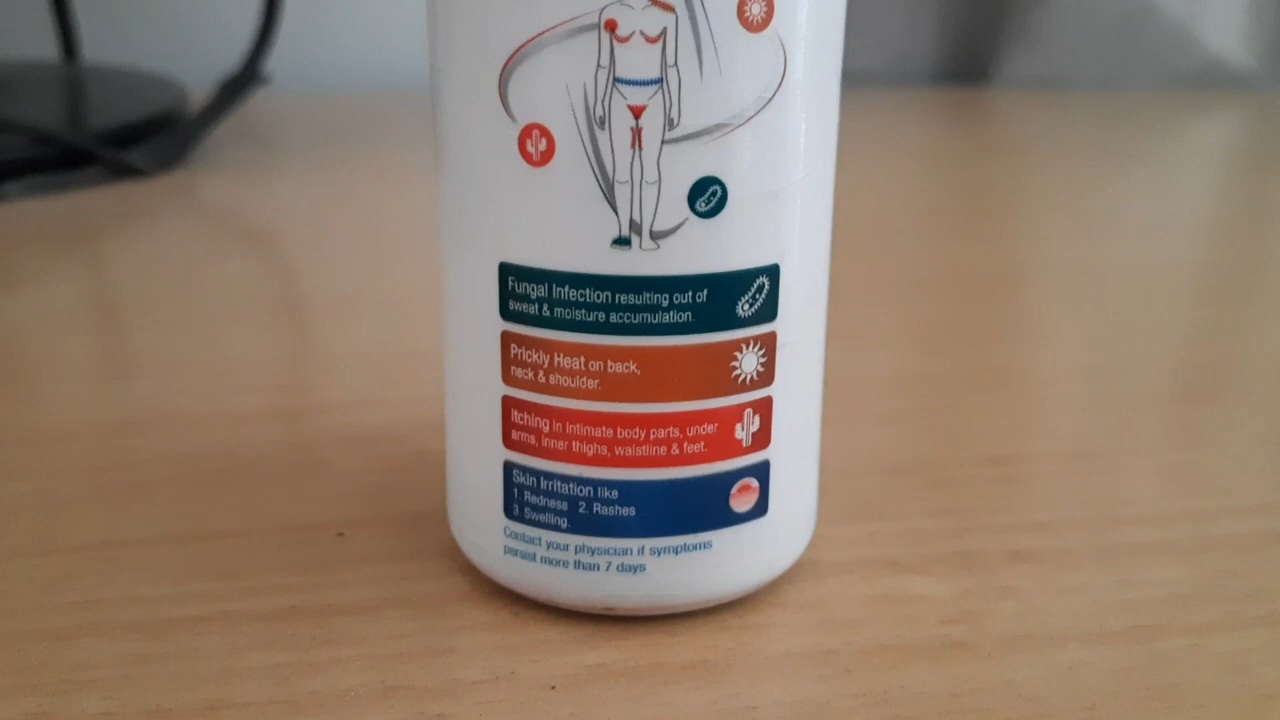 Fungal Infection resulting out of
sweat & moisture accumulation.
Prickly Heat on back,
neck & shoulder.
Itching in intimate body parts, under
arms, inner thighs, waistline & feet.
Skin Irritation like
1. Redness 2. Rashes
3. Swelling.
Contact your physician if symptoms
persist more than 7 days